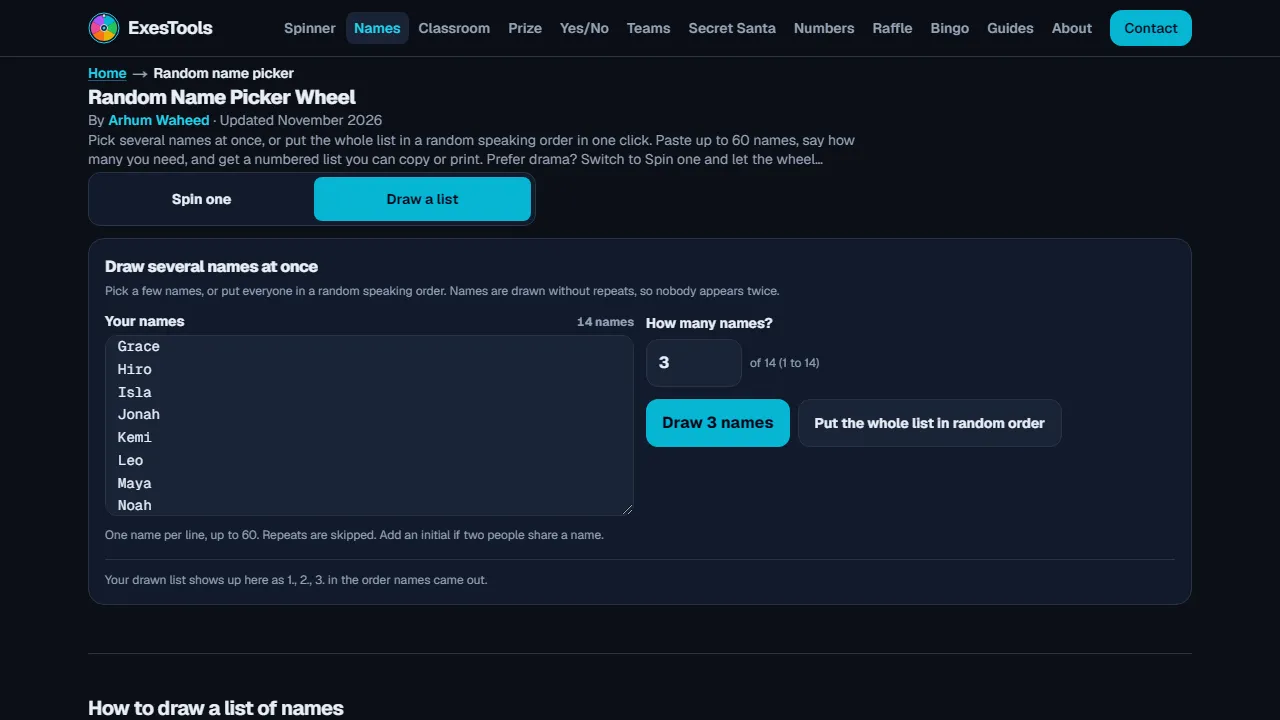 ExesTools
Spinner Names Classroom Prize Yes/No Teams Secret Santa Numbers Raffle Bingo Guides About Contact
Home → Random name picker
Random Name Picker Wheel
By Arhum Waheed · Updated November 2026
Pick several names at once, or put the whole list in a random speaking order in one click. Paste up to 60 names, say how
many you need, and get a numbered list you can copy or print. Prefer drama? Switch to Spin one and let the wheel…
Spin one Draw a list
Draw several names at once
Pick a few names, or put everyone in a random speaking order. Names are drawn without repeats, so nobody appears twice.
Your names 14 names
Grace
Hiro
Isla
Jonah
Kemi
Leo
Maya
Noah
One name per line, up to 60. Repeats are skipped. Add an initial if two people share a name.
How many names?
3 of 14 (1 to 14)
Draw 3 names Put the whole list in random order
Your drawn list shows up here as 1., 2., 3. in the order names came out.
How to draw a list of names